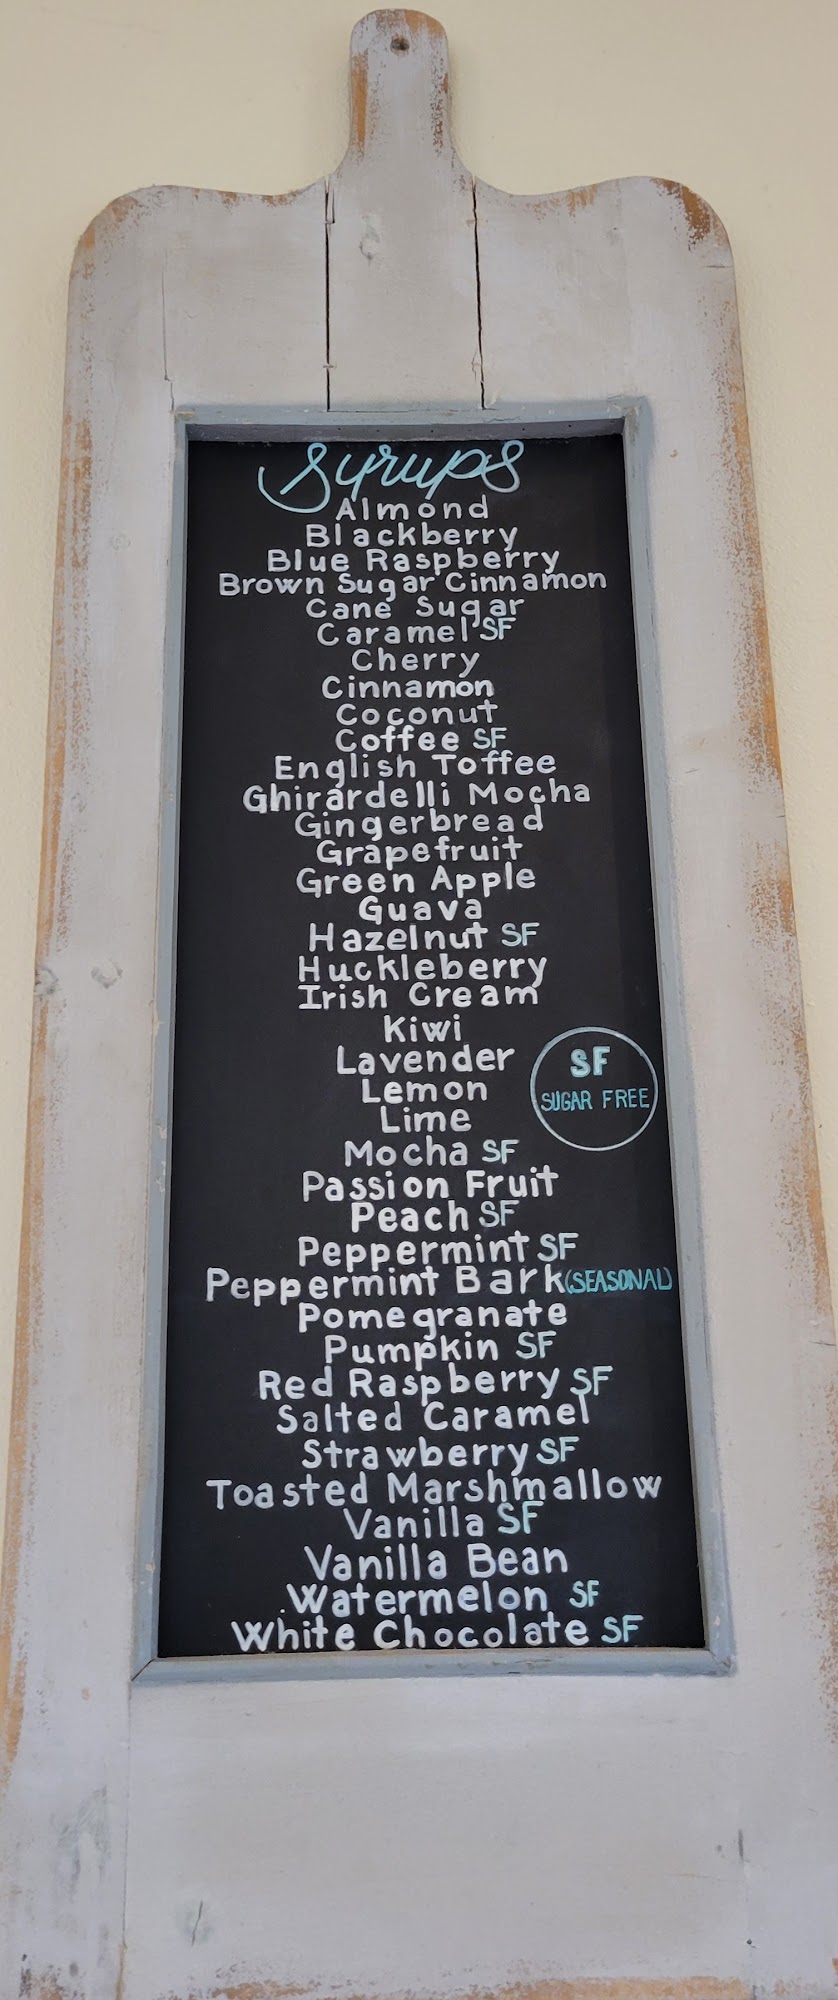 Syrups
Almond
Blackberry
Blue Raspberry
Brown Sugar Cinnamon
Cane Sugar
Caramel SF
Cherry
Cinnamon
Coconut
Coffee SF
English Toffee
Ghirardelli Mocha
Gingerbread
Grapefruit
Green Apple
Guava
Hazelnut SF
Huckleberry
Irish Cream
Kiwi
Lavender
Lemon
Lime
SF
SUGAR FREE
Mocha SF
Passion Fruit
Peach SF
Peppermint SF
Peppermint Bark (SEASONAL)
Pomegranate
Pumpkin SF
Red Raspberry SF
Salted Caramel
Strawberry SF
Toasted Marshmallow
Vanilla SF
Vanilla Bean
Watermelon SF
White Chocolate SF